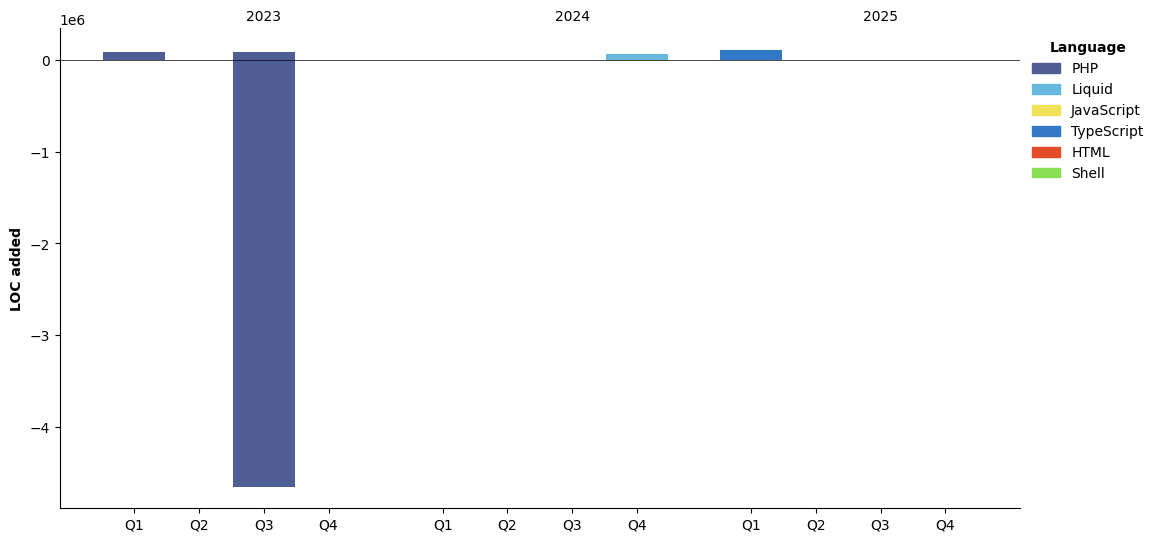 2023 2024 2025
1e6
0
−1
−2
−3
−4
LOC added
Q1 Q2 Q3 Q4 Q1 Q2 Q3 Q4 Q1 Q2 Q3 Q4
Language
PHP
Liquid
JavaScript
TypeScript
HTML
Shell